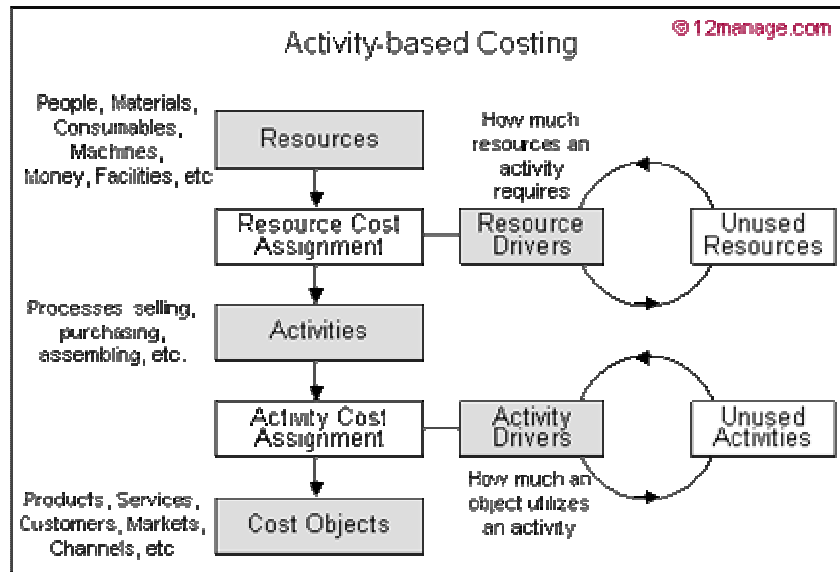 ©12manage.com
Activity-based Costing
People, Materials,
Consumables,
Machines,
Money, Facilities, etc
Resources
How much
resources an
activity
requires
Resource Cost
Assignment
Resource
Drivers
Unused
Resources
Processes selling,
purchasing,
assembling, etc.
Activities
Activity Cost
Assignment
Activity
Drivers
Unused
Activities
How much an
object utilizes
an activity
Products, Services,
Customers, Markets,
Channels, etc
Cost Objects